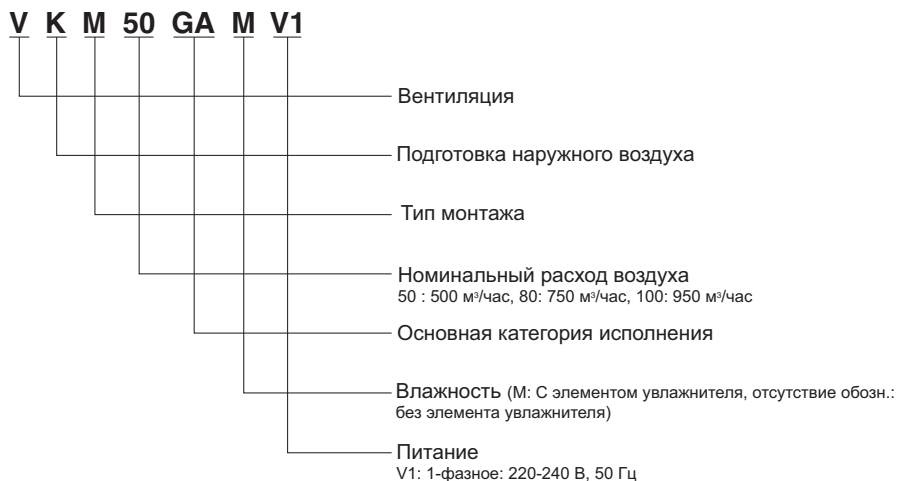 V K M 50 GA M V1
Вентиляция
Подготовка наружного воздуха
Тип монтажа
Номинальный расход воздуха
50 : 500 м³/час, 80: 750 м³/час, 100: 950 м³/час
Основная категория исполнения
Влажность (М: С элементом увлажнителя, отсутствие обозн.:
без элемента увлажнителя)
Питание
V1: 1-фазное: 220-240 В, 50 Гц